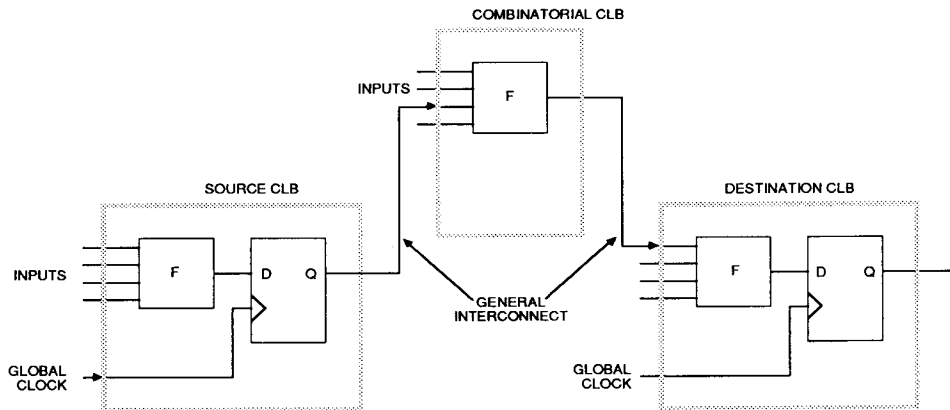 COMBINATORIAL CLB
INPUTS
F
SOURCE CLB
DESTINATION CLB
INPUTS
F
D
Q
GENERAL
INTERCONNECT
F
D
Q
GLOBAL
CLOCK
GLOBAL
CLOCK